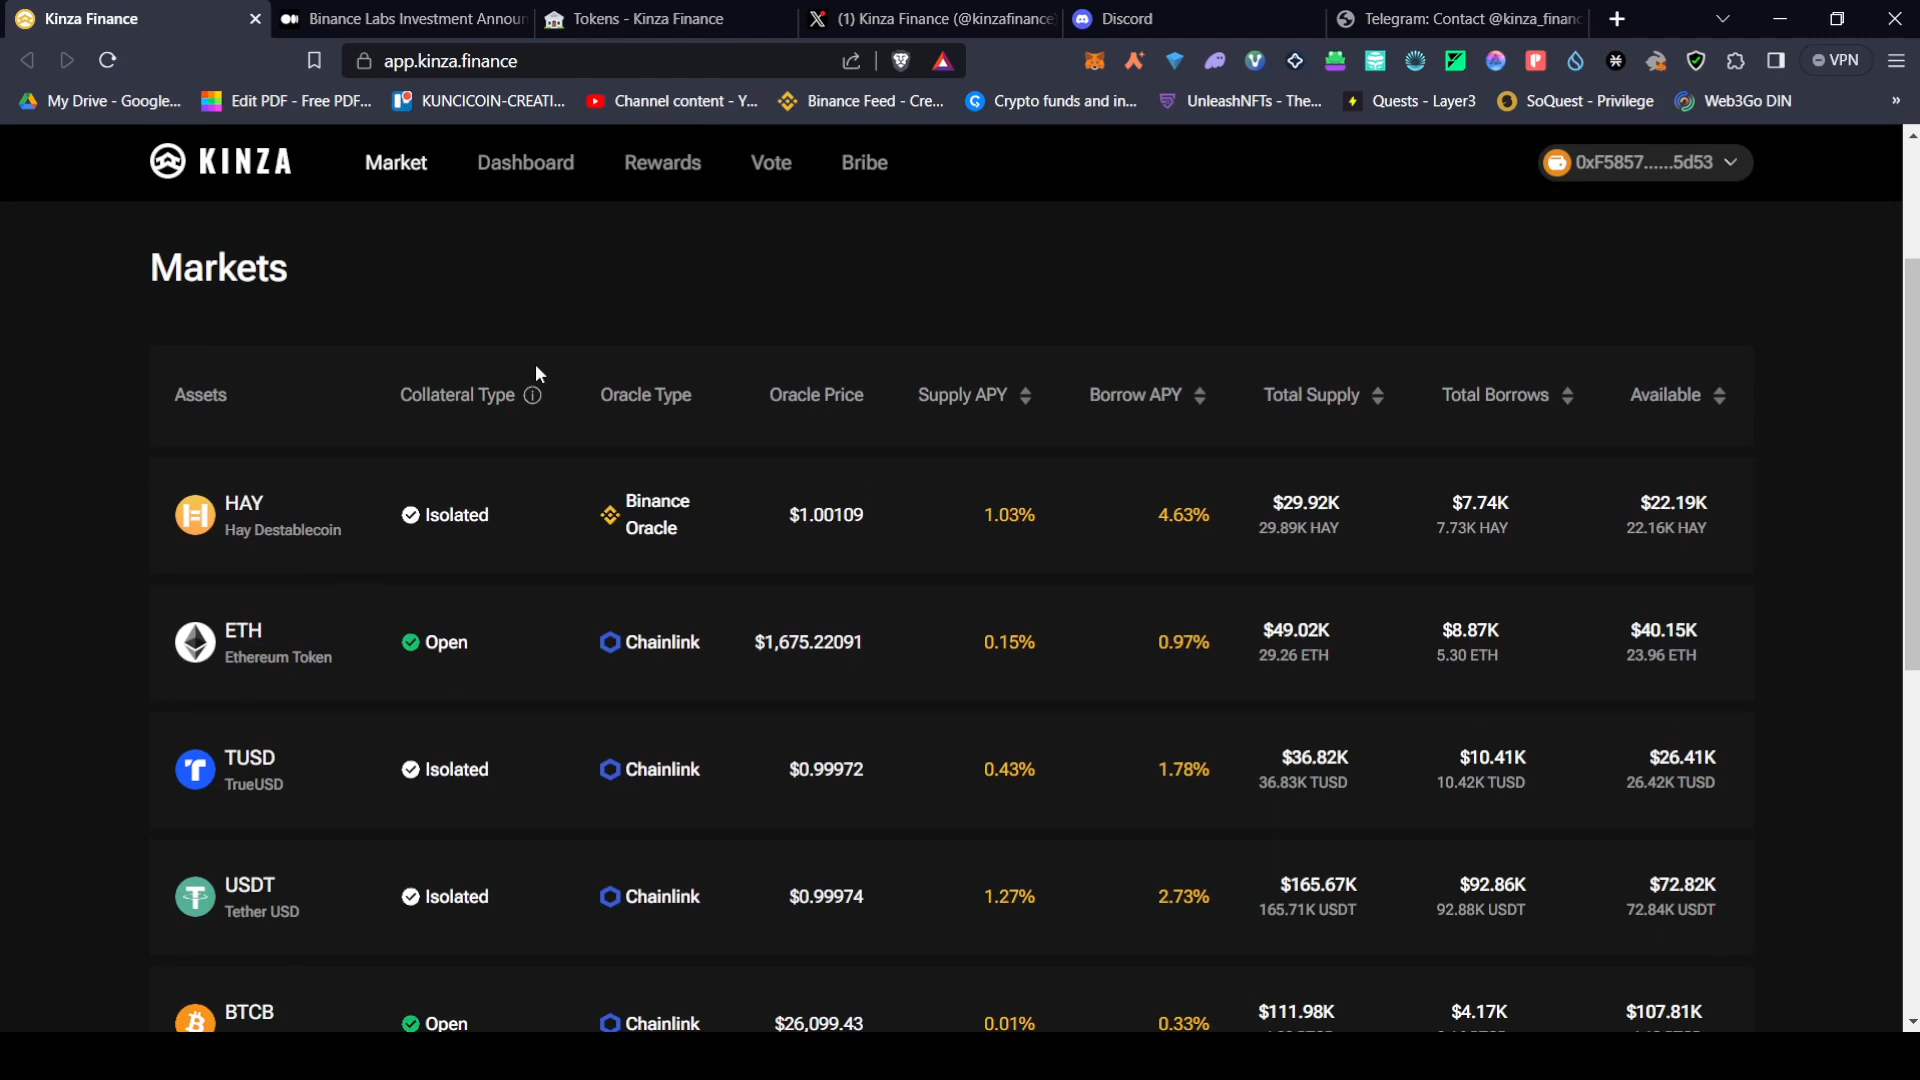 Kinza Finance
Binance Labs Investment Announ
Tokens - Kinza Finance
(1) Kinza Finance (@kinzafinance
Discord
Telegram: Contact @kinza_financ
app.kinza.finance
VPN
My Drive - Google...
Edit PDF - Free PDF...
KUNCICOIN-CREATI...
Channel content - Y...
Binance Feed - Cre...
Crypto funds and in...
UnleashNFTs - The...
Quests - Layer3
SoQuest - Privilege
Web3Go DIN
»
KINZA
Market
Dashboard
Rewards
Vote
Bribe
0xF5857......5d53
Markets
Assets
Collateral Type
Oracle Type
Oracle Price
Supply APY
Borrow APY
Total Supply
Total Borrows
Available
HAY
Hay Destablecoin
Isolated
Binance
Oracle
$1.00109
1.03%
4.63%
$29.92K
29.89K HAY
$7.74K
7.73K HAY
$22.19K
22.16K HAY
ETH
Ethereum Token
Open
Chainlink
$1,675.22091
0.15%
0.97%
$49.02K
29.26 ETH
$8.87K
5.30 ETH
$40.15K
23.96 ETH
TUSD
TrueUSD
Isolated
Chainlink
$0.99972
0.43%
1.78%
$36.82K
36.83K TUSD
$10.41K
10.42K TUSD
$26.41K
26.42K TUSD
USDT
Tether USD
Isolated
Chainlink
$0.99974
1.27%
2.73%
$165.67K
165.71K USDT
$92.86K
92.88K USDT
$72.82K
72.84K USDT
BTCB
Open
Chainlink
$26,099.43
0.01%
0.33%
$111.98K
$4.17K
$107.81K